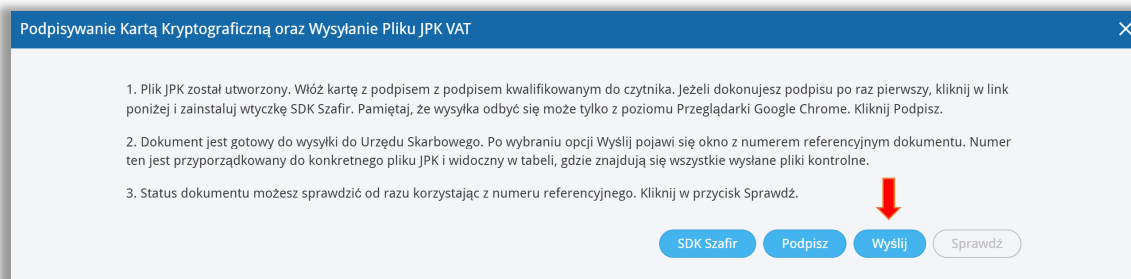 Podpisywanie Kartą Kryptograficzną oraz Wysyłanie Pliku JPK VAT
1. Plik JPK został utworzony. Włóż kartę z podpisem z podpisem kwalifikowanym do czytnika. Jeżeli dokonujesz podpisu po raz pierwszy, kliknij w link
poniżej i zainstaluj wtyczkę SDK Szafir. Pamiętaj, że wysyłka odbyć się może tylko z poziomu Przeglądarki Google Chrome. Kliknij Podpisz.
2. Dokument jest gotowy do wysyłki do Urzędu Skarbowego. Po wybraniu opcji Wyślij pojawi się okno z numerem referencyjnym dokumentu. Numer
ten jest przyporządkowany do konkretnego pliku JPK i widoczny w tabeli, gdzie znajdują się wszystkie wysłane pliki kontrolne.
3. Status dokumentu możesz sprawdzić od razu korzystając z numeru referencyjnego. Kliknij w przycisk Sprawdź.
SDK Szafir Podpisz Wyślij Sprawdź